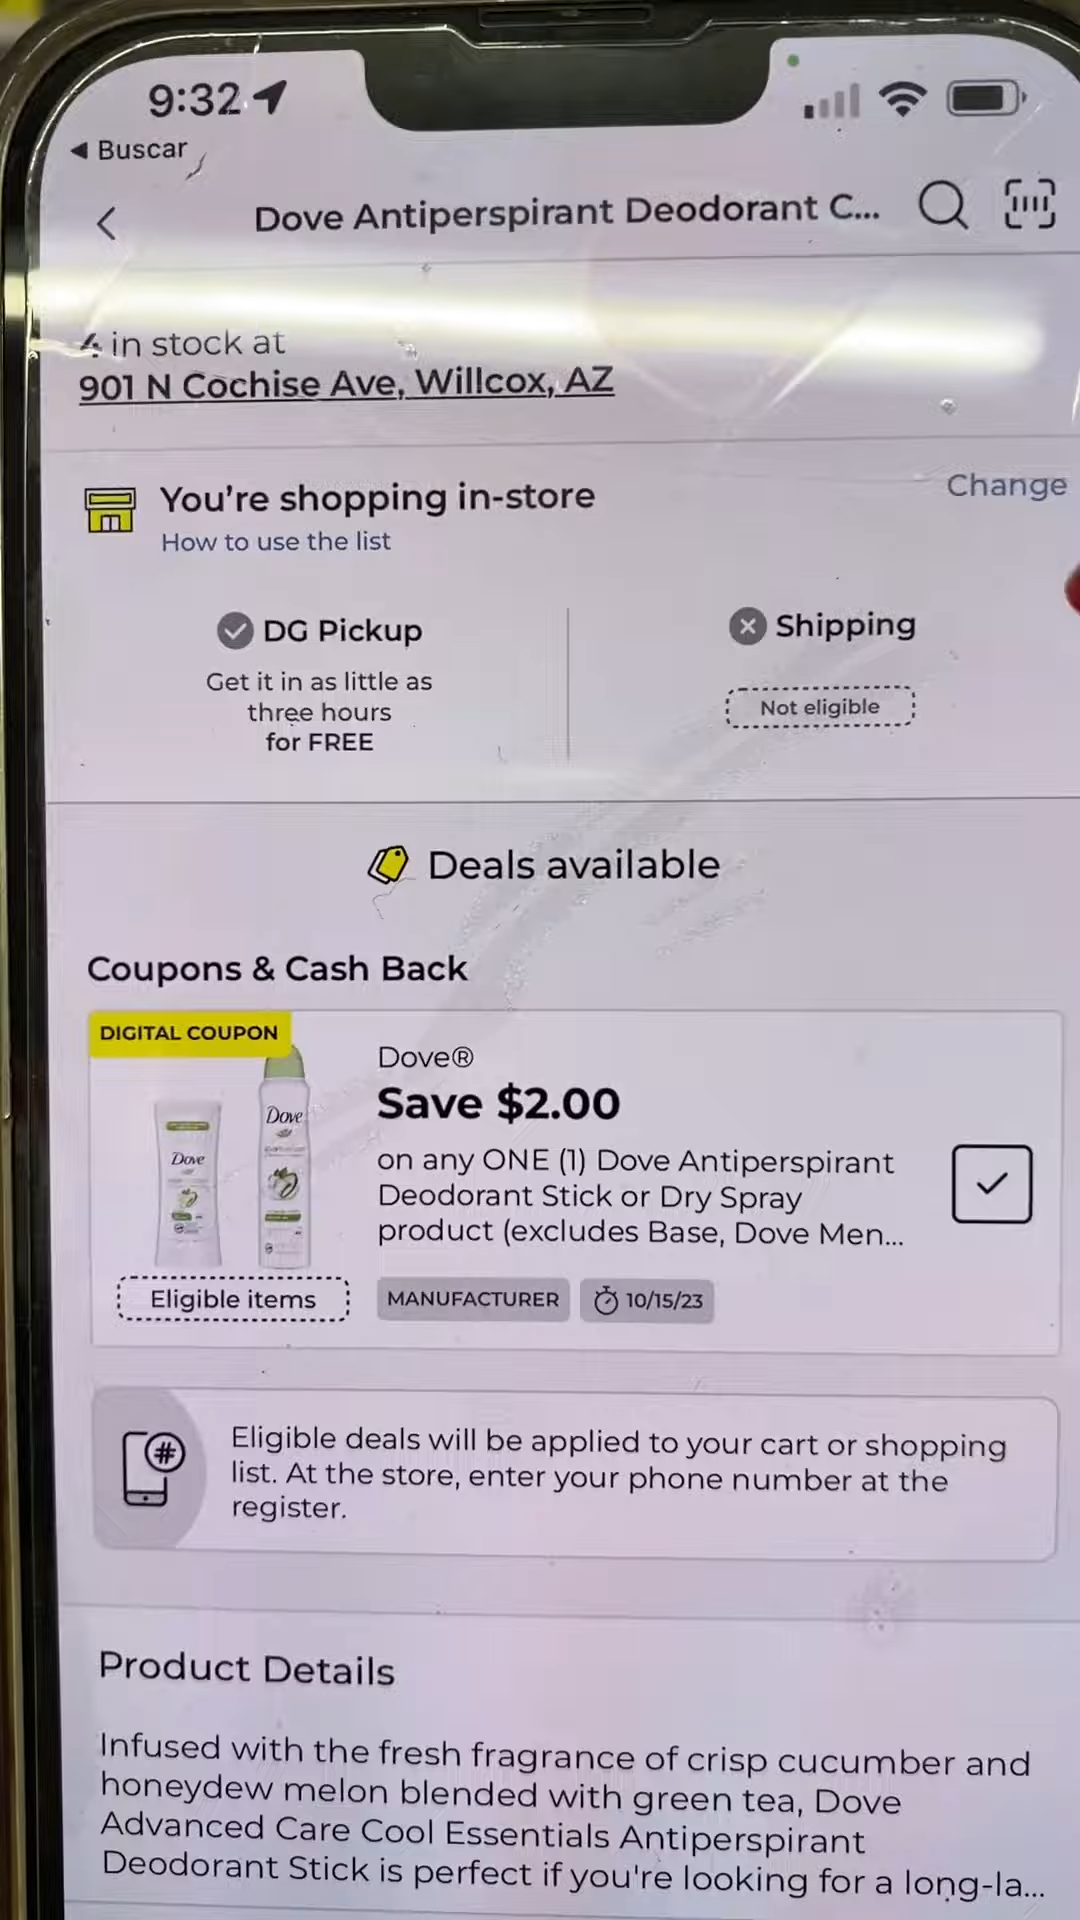 9:32
◀ Buscar
Dove Antiperspirant Deodorant C...
4 in stock at
901 N Cochise Ave, Willcox, AZ
You're shopping in-store
Change
How to use the list
DG Pickup
Get it in as little as
three hours
for FREE
Shipping
Not eligible
Deals available
Coupons & Cash Back
DIGITAL COUPON
Dove
Dove
Eligible items
Dove®
Save $2.00
on any ONE (1) Dove Antiperspirant
Deodorant Stick or Dry Spray
product (excludes Base, Dove Men...
MANUFACTURER
10/15/23
#
Eligible deals will be applied to your cart or shopping
list. At the store, enter your phone number at the
register.
Product Details
Infused with the fresh fragrance of crisp cucumber and
honeydew melon blended with green tea, Dove
Advanced Care Cool Essentials Antiperspirant
Deodorant Stick is perfect if you're looking for a long-la...